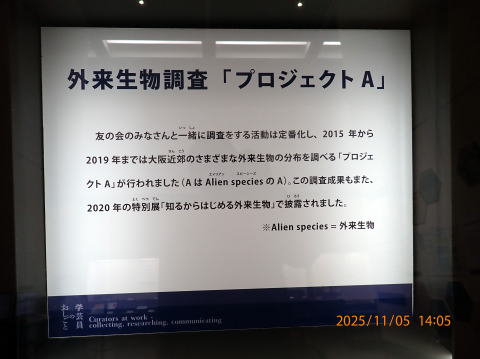 外来生物調査「プロジェクト A」
友の会のみなさんと一緒に調査をする活動は定番化し、2015 年から
2019 年までは大阪近郊のさまざまな外来生物の分布を調べる「プロジェ
クト A」が行われました（A は Alien species の A）。この調査成果もまた、
2020 年の特別展「知るからはじめる外来生物」で披露されました。
※Alien species = 外来生物
学芸員
の
おしごと
Curators at work -
collecting, researching, communicating
2025/11/05 14:05